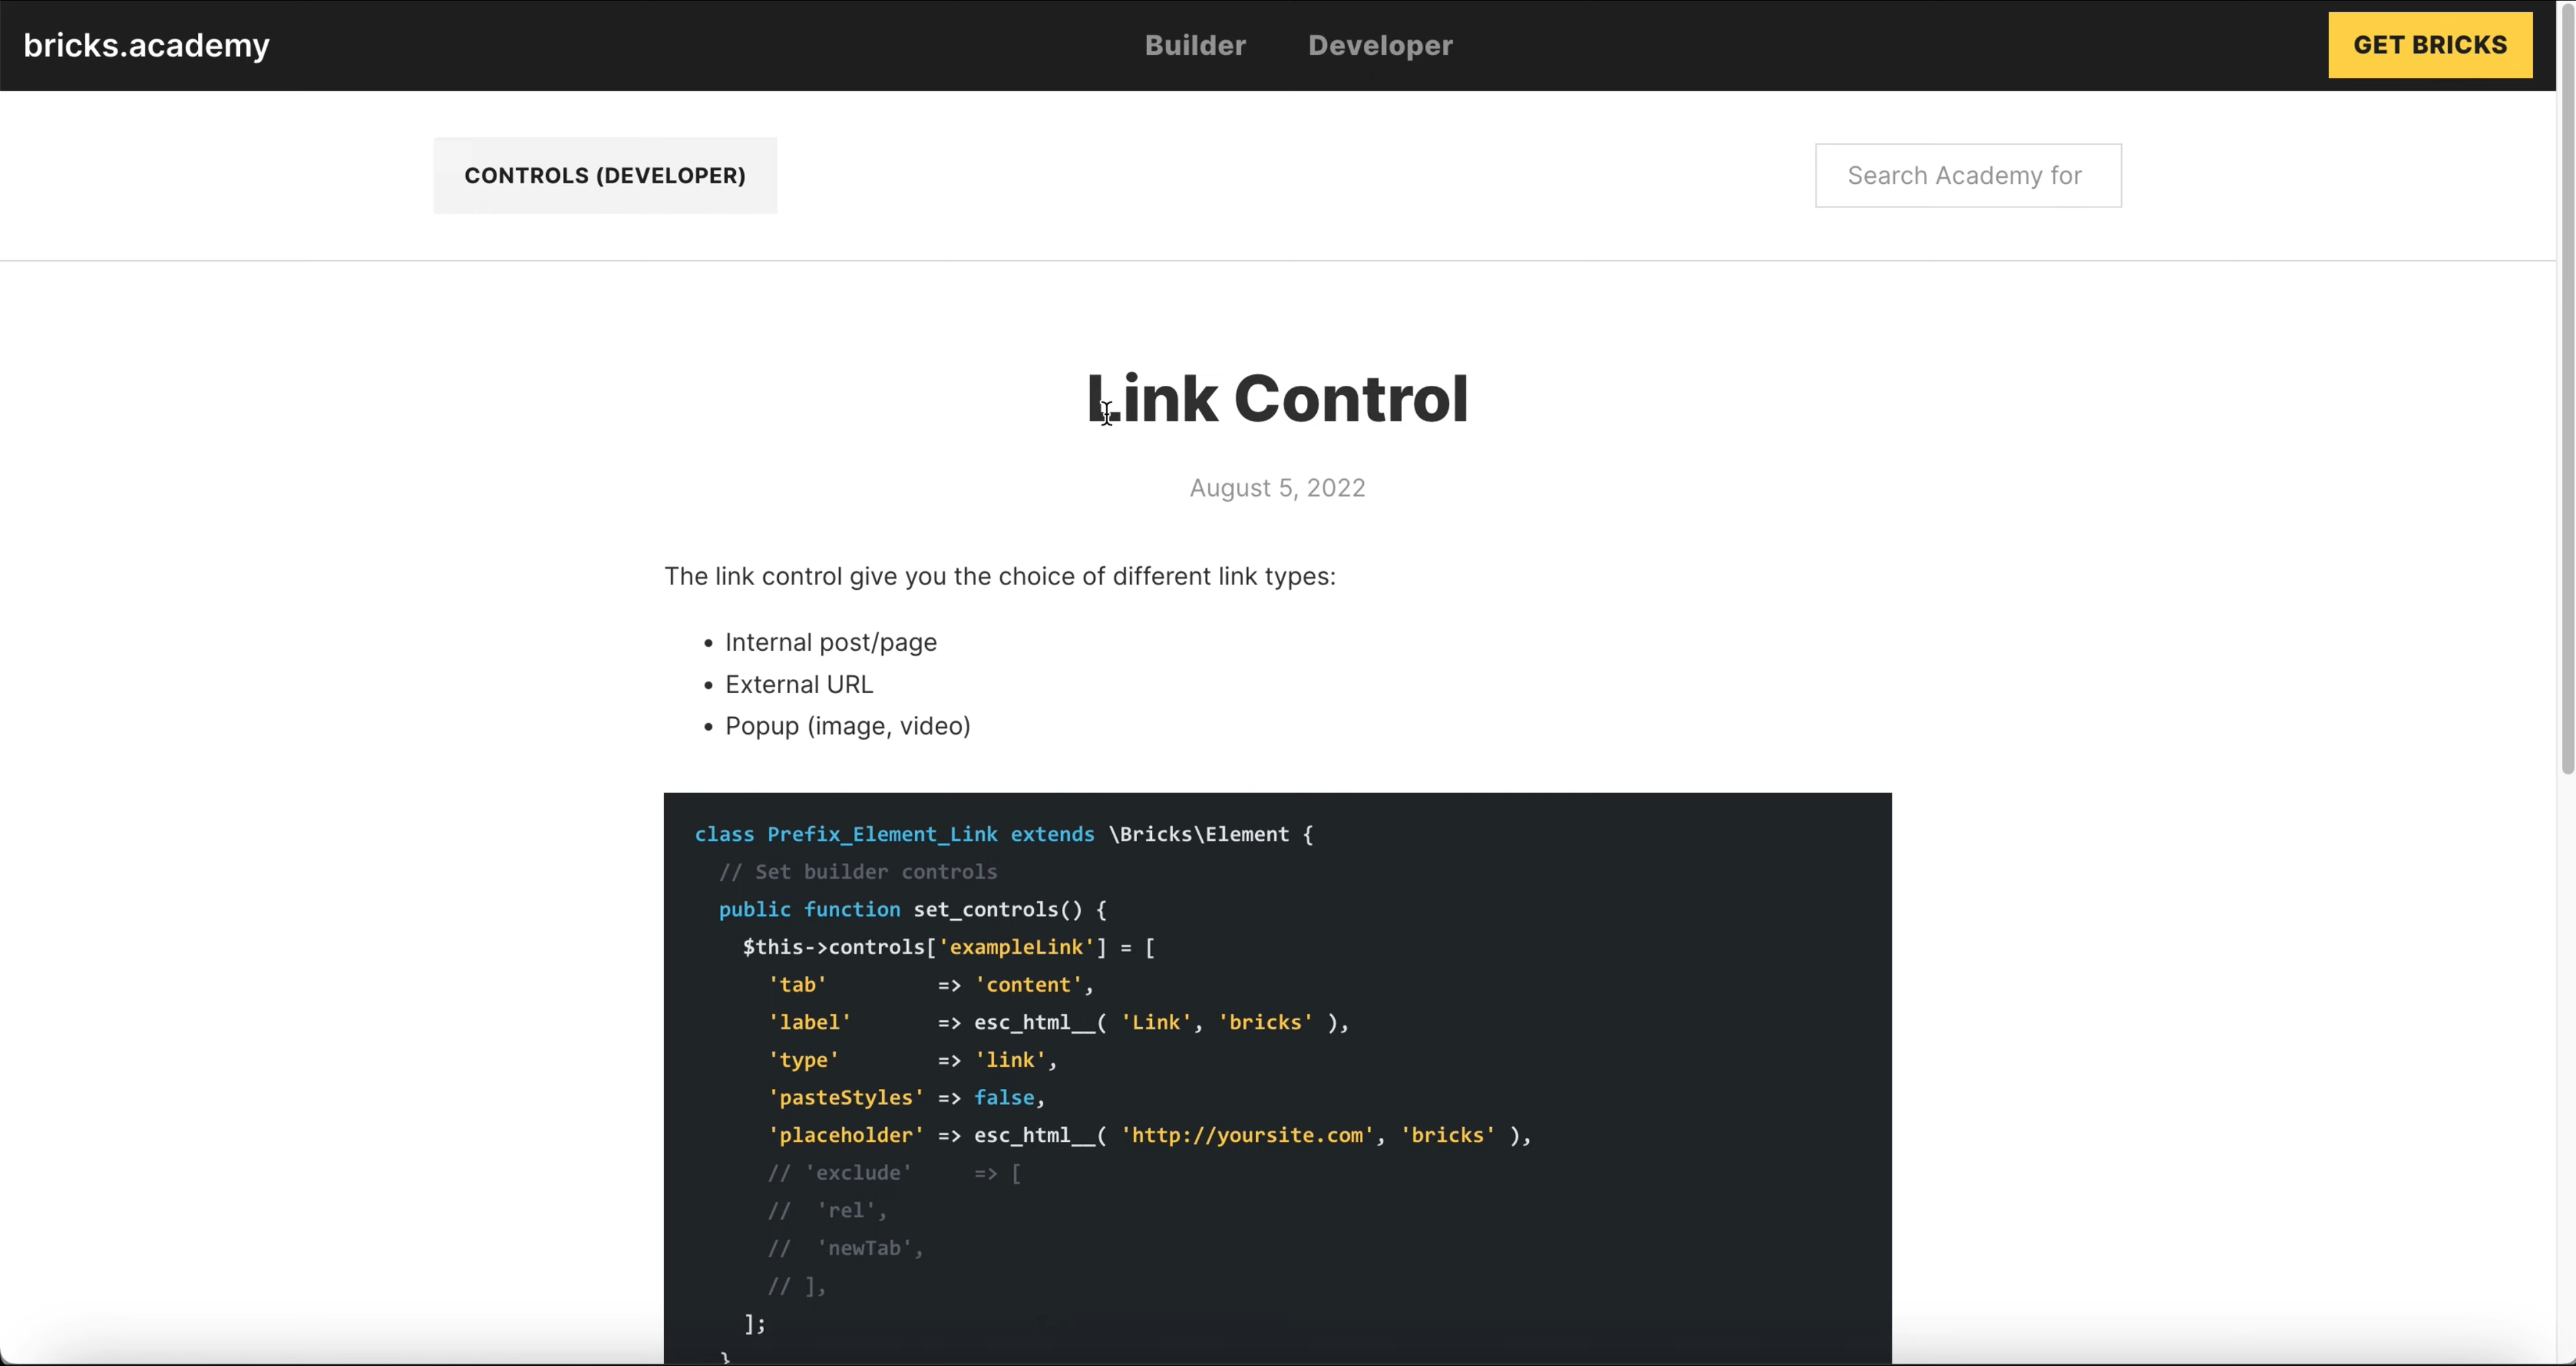 bricks.academy
Builder
Developer
GET BRICKS
CONTROLS (DEVELOPER)
Search Academy for
Link Control
August 5, 2022
The link control give you the choice of different link types:
• Internal post/page
• External URL
• Popup (image, video)
class Prefix_Element_Link extends \Bricks\Element {
  // Set builder controls
  public function set_controls() {
    $this->controls['exampleLink'] = [
      'tab'         => 'content',
      'label'       => esc_html__( 'Link', 'bricks' ),
      'type'        => 'link',
      'pasteStyles' => false,
      'placeholder' => esc_html__( 'http://yoursite.com', 'bricks' ),
      // 'exclude'     => [
      //  'rel',
      //  'newTab',
      // ],
    ];
  }